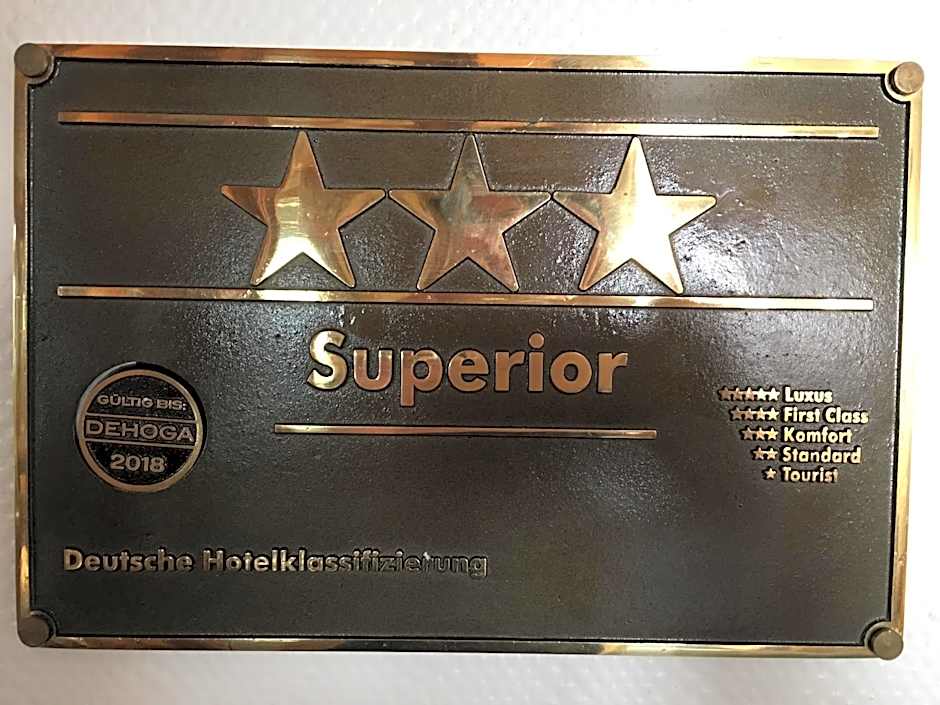 Superior
GÜLTIG BIS:
DEHOGA
2018
★★★★★ Luxus
★★★★ First Class
★★★ Komfort
★★ Standard
★ Tourist
Deutsche Hotelklassifizierung